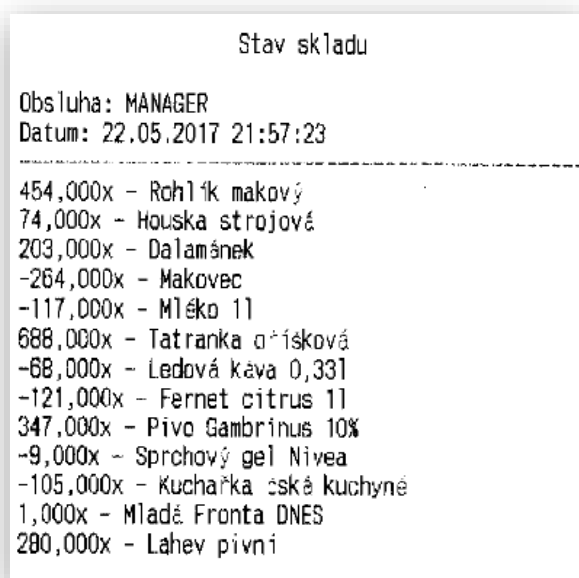 Stav skladu
Obsluha: MANAGER
Datum: 22.05.2017 21:57:23
454,000x - Rohlík makový
74,000x - Houska strojová
203,000x - Dalamánek
-264,000x - Makovec
-117,000x - Mléko 1l
688,000x - Tatranka oříšková
-68,000x - Ledová káva 0,33l
-121,000x - Fernet citrus 1l
347,000x - Pivo Gambrinus 10%
-9,000x - Sprchový gel Nivea
-105,000x - Kuchařka kuchyně
1,000x - Mladá Fronta DNES
280,000x - Lahev pivní